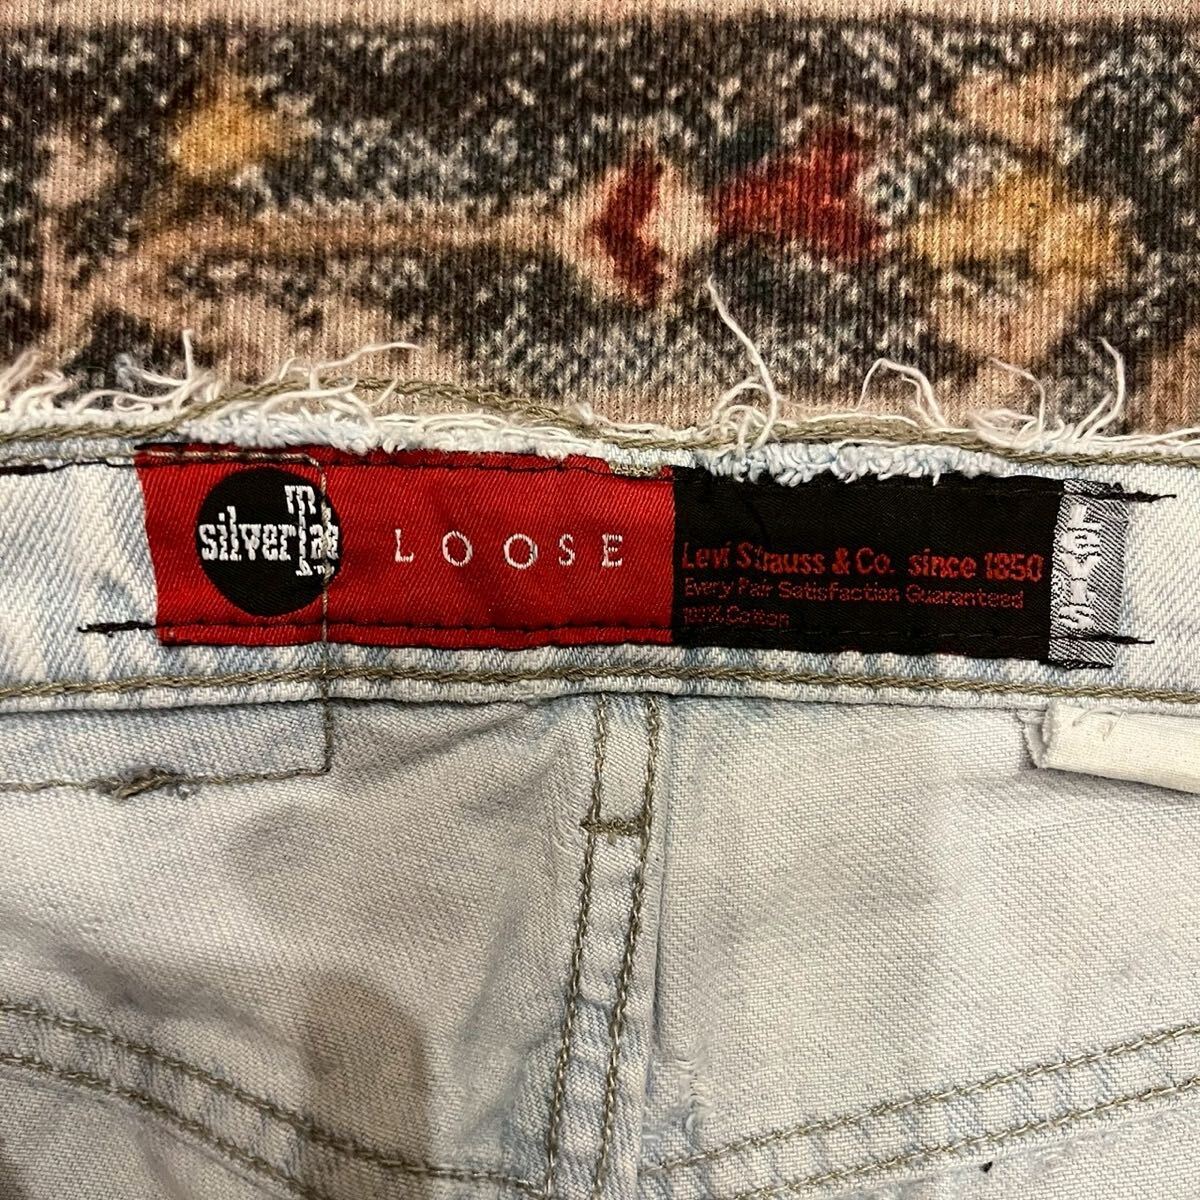 silverTab
LOOSE
Levi Strauss & Co. since 1850
Every Pair Satisfaction Guaranteed
100% Cotton
Levi's